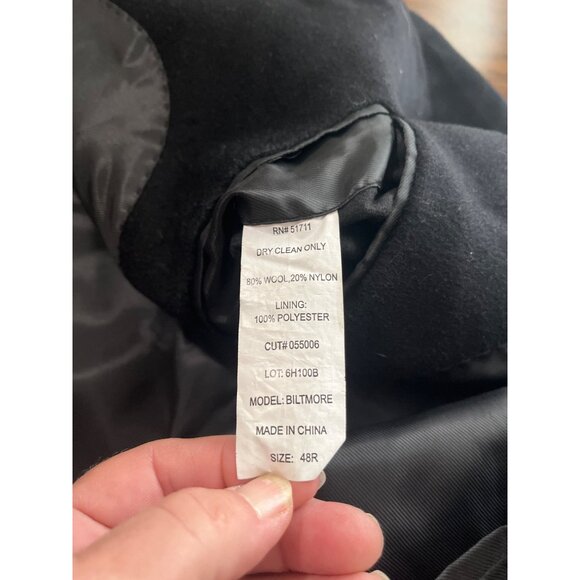 RN# 51711
DRY CLEAN ONLY
80% WOOL,20% NYLON
LINING:
100% POLYESTER
CUT# 055006
LOT: 6H100B
MODEL: BILTMORE
MADE IN CHINA
SIZE: 48R